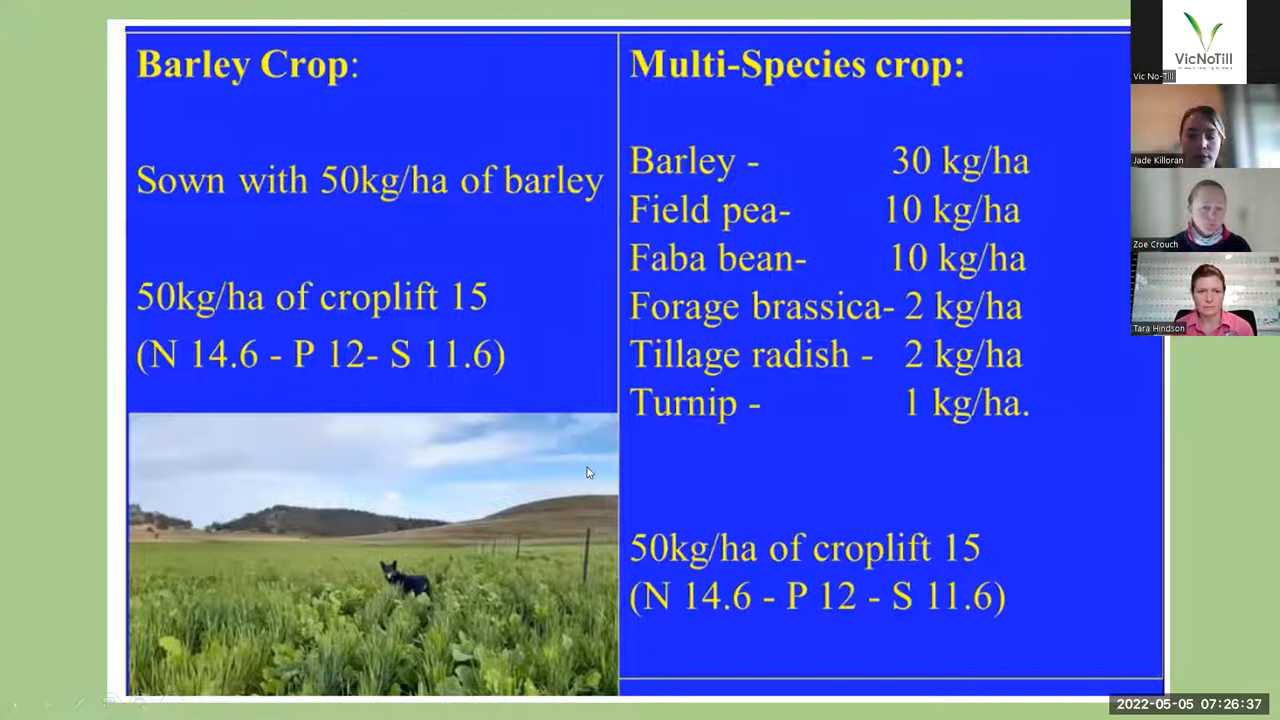 Barley Crop:
Sown with 50kg/ha of barley
50kg/ha of croplift 15
(N 14.6 - P 12- S 11.6)
Multi-Species crop:
Barley - 30 kg/ha
Field pea- 10 kg/ha
Faba bean- 10 kg/ha
Forage brassica- 2 kg/ha
Tillage radish - 2 kg/ha
Turnip - 1 kg/ha.
50kg/ha of croplift 15
(N 14.6 - P 12 - S 11.6)
VicNoTill
Vic No-Till
Jade Killoran
Zoe Crouch
Tara Hindson
2022-05-05 07:26:37